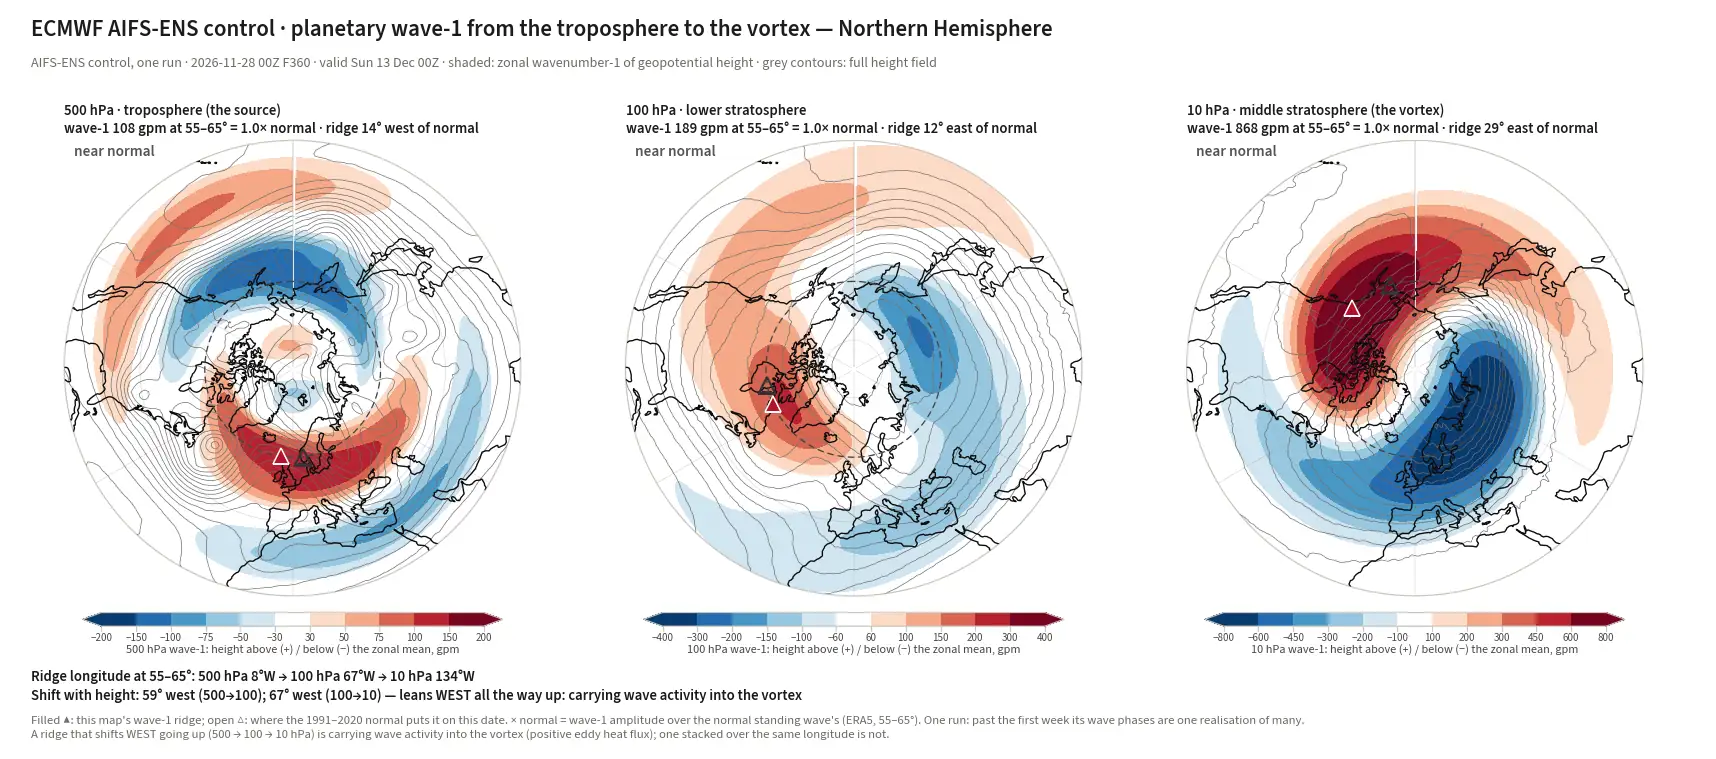 ECMWF AIFS-ENS control · planetary wave-1 from the troposphere to the vortex — Northern Hemisphere
AIFS-ENS control, one run · 2026-11-28 00Z F360 · valid Sun 13 Dec 00Z · shaded: zonal wavenumber-1 of geopotential height · grey contours: full height field
500 hPa · troposphere (the source)
wave-1 108 gpm at 55–65° = 1.0× normal · ridge 14° west of normal
near normal
100 hPa · lower stratosphere
wave-1 189 gpm at 55–65° = 1.0× normal · ridge 12° east of normal
near normal
10 hPa · middle stratosphere (the vortex)
wave-1 868 gpm at 55–65° = 1.0× normal · ridge 29° east of normal
near normal
−200 −150 −100 −75 −50 −30 30 50 75 100 150 200
500 hPa wave-1: height above (+) / below (−) the zonal mean, gpm
−400 −300 −200 −150 −100 −60 60 100 150 200 300 400
100 hPa wave-1: height above (+) / below (−) the zonal mean, gpm
−800 −600 −450 −300 −200 −100 100 200 300 450 600 800
10 hPa wave-1: height above (+) / below (−) the zonal mean, gpm
Ridge longitude at 55–65°: 500 hPa 8°W → 100 hPa 67°W → 10 hPa 134°W
Shift with height: 59° west (500→100); 67° west (100→10) — leans WEST all the way up: carrying wave activity into the vortex
Filled ▲: this map's wave-1 ridge; open △: where the 1991–2020 normal puts it on this date. × normal = wave-1 amplitude over the normal standing wave's (ERA5, 55–65°). One run: past the first week its wave phases are one realisation of many.
A ridge that shifts WEST going up (500 → 100 → 10 hPa) is carrying wave activity into the vortex (positive eddy heat flux); one stacked over the same longitude is not.